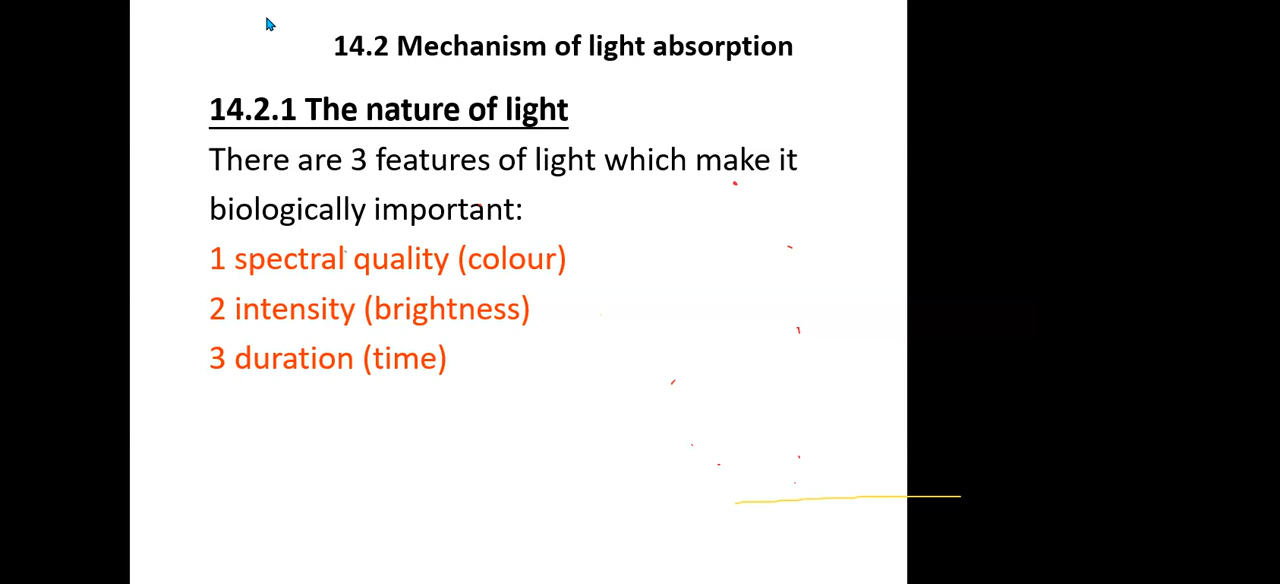 14.2 Mechanism of light absorption
14.2.1 The nature of light
There are 3 features of light which make it
biologically important:
1 spectral quality (colour)
2 intensity (brightness)
3 duration (time)